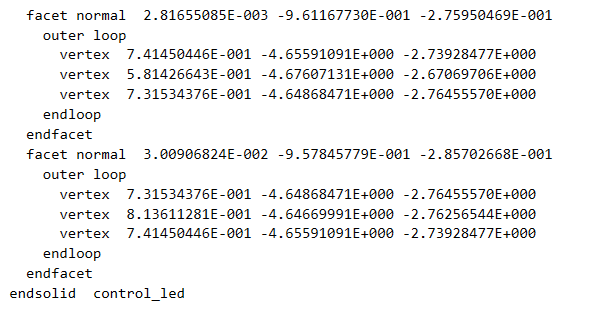 facet normal  2.81655085E-003 -9.61167730E-001 -2.75950469E-001
outer loop
vertex  7.41450446E-001 -4.65591091E+000 -2.73928477E+000
vertex  5.81426643E-001 -4.67607131E+000 -2.67069706E+000
vertex  7.31534376E-001 -4.64868471E+000 -2.76455570E+000
endloop
endfacet
facet normal  3.00906824E-002 -9.57845779E-001 -2.85702668E-001
outer loop
vertex  7.31534376E-001 -4.64868471E+000 -2.76455570E+000
vertex  8.13611281E-001 -4.64669991E+000 -2.76256544E+000
vertex  7.41450446E-001 -4.65591091E+000 -2.73928477E+000
endloop
endfacet
endsolid  control_led